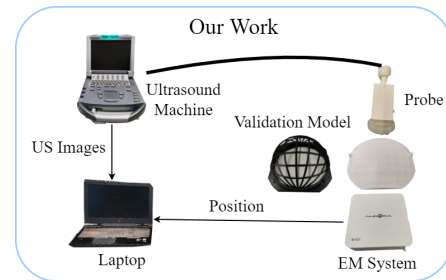 Our Work
Ultrasound
Machine
Probe
Validation Model
US Images
Position
Laptop
EM System